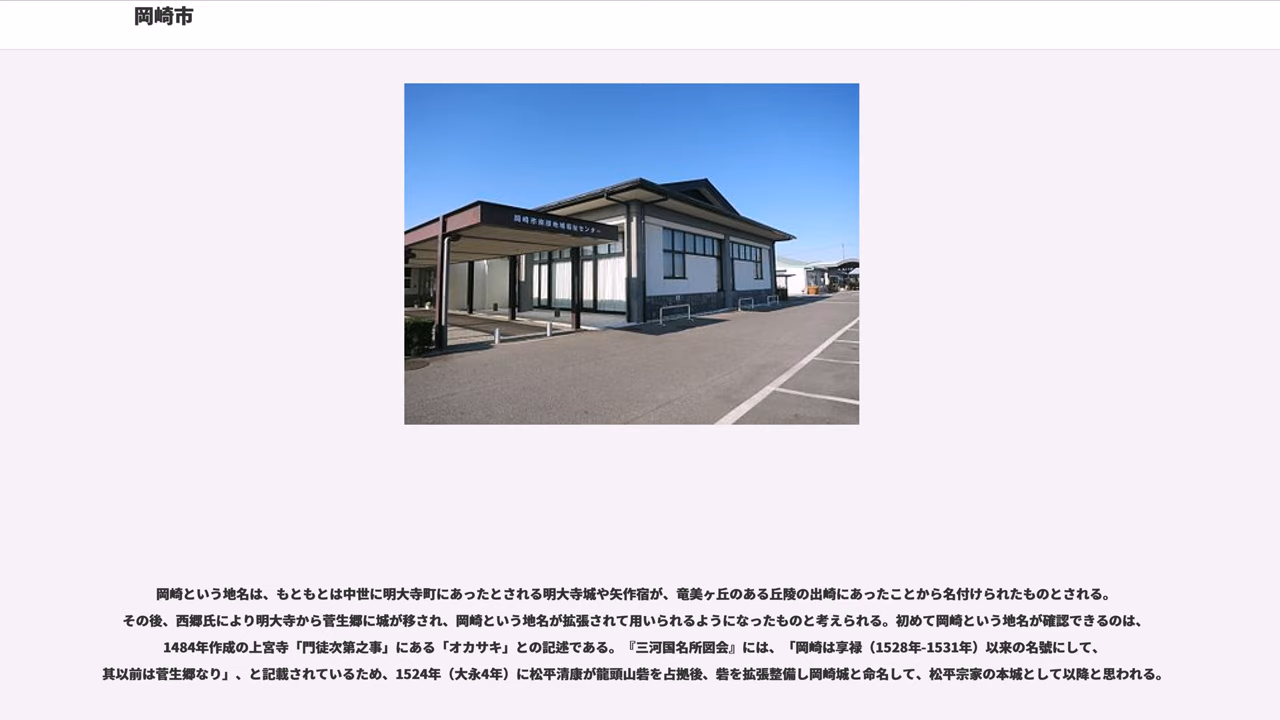 岡崎市
岡崎市南部地域福祉センター
岡崎という地名は、もともとは中世に明大寺町にあったとされる明大寺城や矢作宿が、竜美ヶ丘のある丘陵の出崎にあったことから名付けられたものとされる。
その後、西郷氏により明大寺から菅生郷に城が移され、岡崎という地名が拡張されて用いられるようになったものと考えられる。初めて岡崎という地名が確認できるのは、
1484年作成の上宮寺「門徒次第之事」にある「オカサキ」との記述である。『三河国名所図会』には、「岡崎は享禄（1528年-1531年）以来の名號にして、
其以前は菅生郷なり」、と記載されているため、1524年（大永4年）に松平清康が龍頭山砦を占拠後、砦を拡張整備し岡崎城と命名して、松平宗家の本城として以降と思われる。